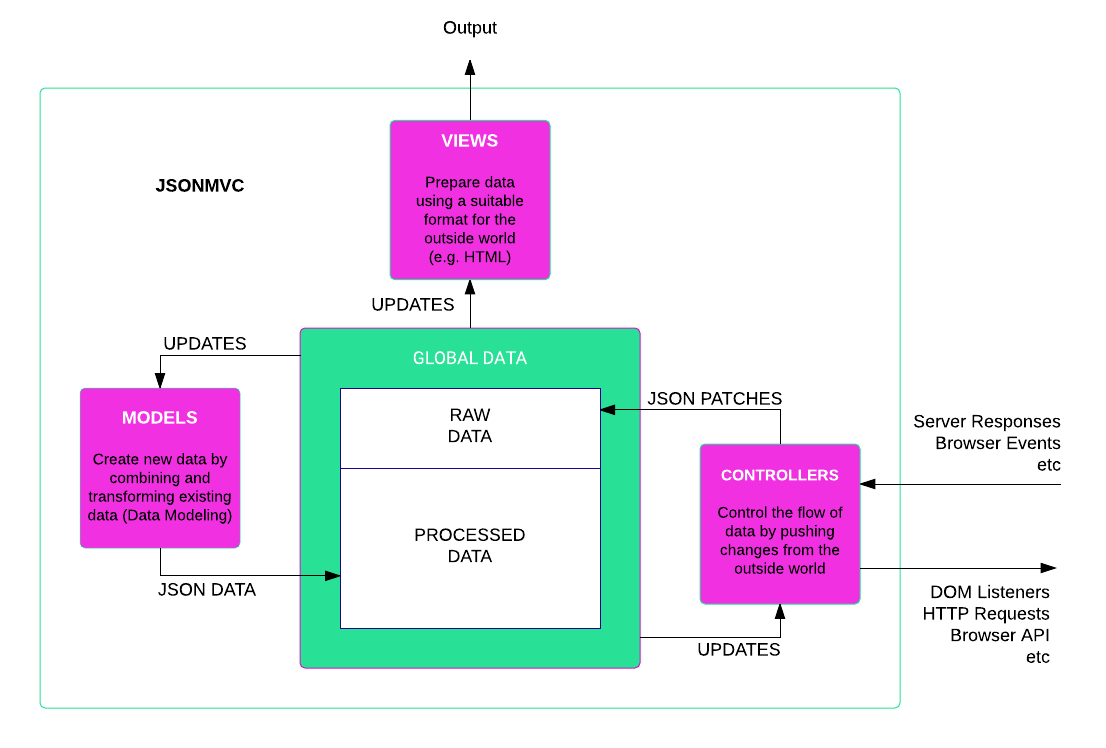 Output
VIEWS
Prepare data
using a suitable
format for the
outside world
(e.g. HTML)
JSONMVC
UPDATES
UPDATES
GLOBAL DATA
MODELS
Create new data by
combining and
transforming existing
data (Data Modeling)
JSON DATA
RAW
DATA
PROCESSED
DATA
JSON PATCHES
CONTROLLERS
Control the flow of
data by pushing
changes from the
outside world
UPDATES
Server Responses
Browser Events
etc
DOM Listeners
HTTP Requests
Browser API
etc